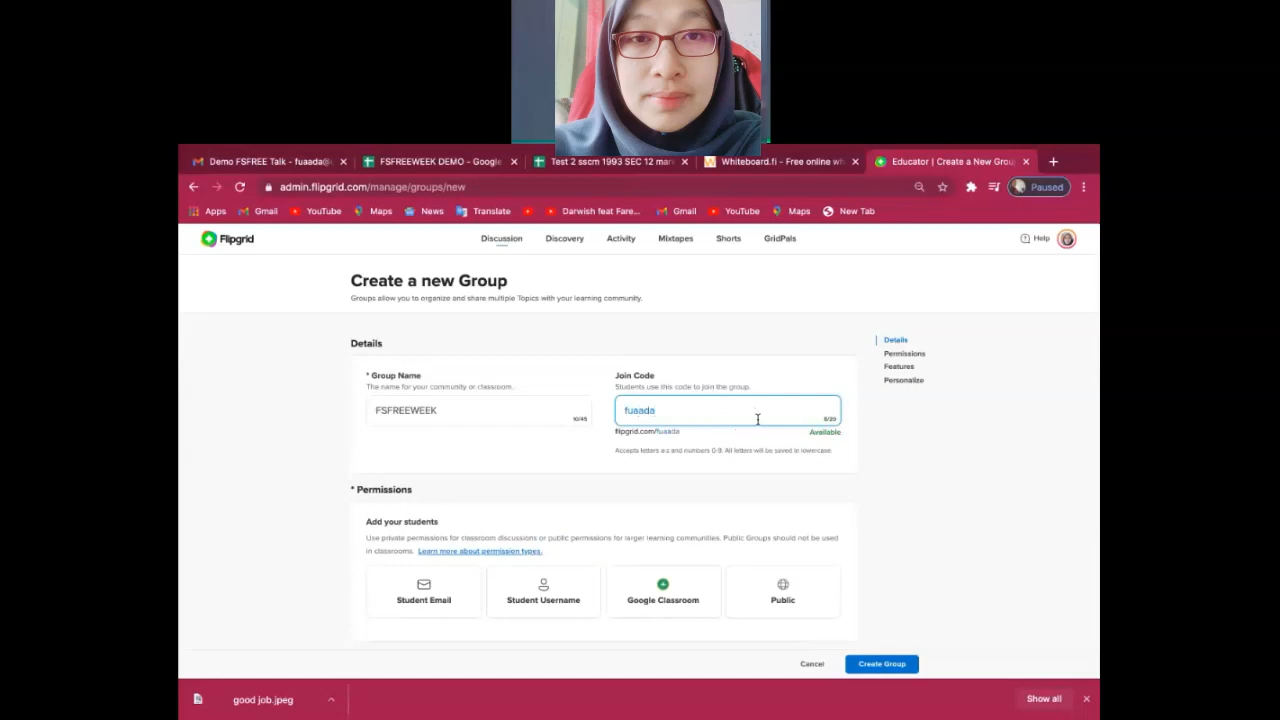 Demo FSFREE Talk - fuaada@
FSFREEWEEK DEMO - Google
Test 2 sscm 1993 SEC 12 mar
Whiteboard.fi - Free online wh
Educator | Create a New Grou
admin.flipgrid.com/manage/groups/new
Paused
Apps Gmail YouTube Maps News Translate Darwish feat Fare... Gmail YouTube Maps New Tab
Flipgrid
Discussion Discovery Activity Mixtapes Shorts GridPals
Help
Create a new Group
Groups allow you to organize and share multiple Topics with your learning community.
Details
* Group Name
The name for your community or classroom.
FSFREEWEEK
10/45
Join Code
Students use this code to join the group.
fuaada
6/20
flipgrid.com/fuaada
Available
Accepts letters a-z and numbers 0-9. All letters will be saved in lowercase.
Details
Permissions
Features
Personalize
* Permissions
Add your students
Use private permissions for classroom discussions or public permissions for larger learning communities. Public Groups should not be used
in classrooms. Learn more about permission types.
Student Email
Student Username
Google Classroom
Public
Cancel
Create Group
good job.jpeg
Show all